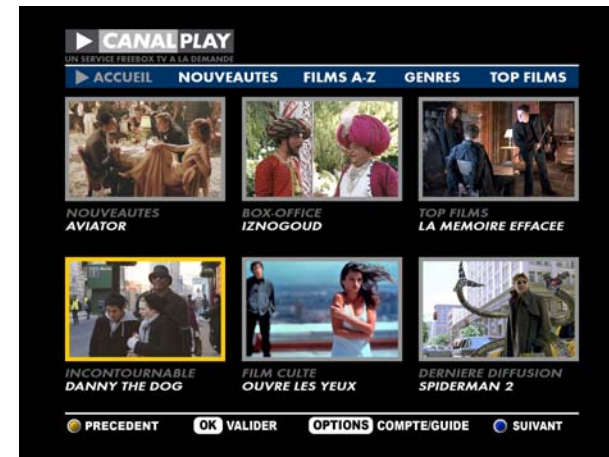 CANAL PLAY
UN SERVICE FREEBOX TV A LA DEMANDE
ACCUEIL NOUVEAUTES FILMS A-Z GENRES TOP FILMS
NOUVEAUTES BOX-OFFICE TOP FILMS
AVIATOR IZNOGOUD LA MEMOIRE EFFACEE
INCONTOURNABLE FILM CULTE DERNIERE DIFFUSION
DANNY THE DOG OUVRE LES YEUX SPIDERMAN 2
PRECEDENT OK VALIDER OPTIONS COMPTE/GUIDE SUIVANT